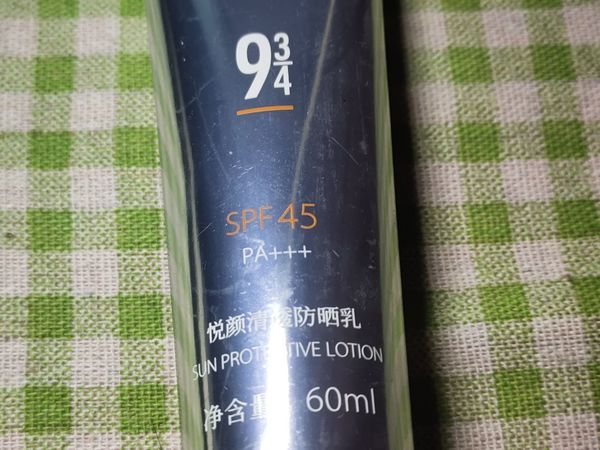 9¾
SPF 45
PA+++
悦颜清透防晒乳
SUN PROTECTIVE LOTION
净含量：60ml